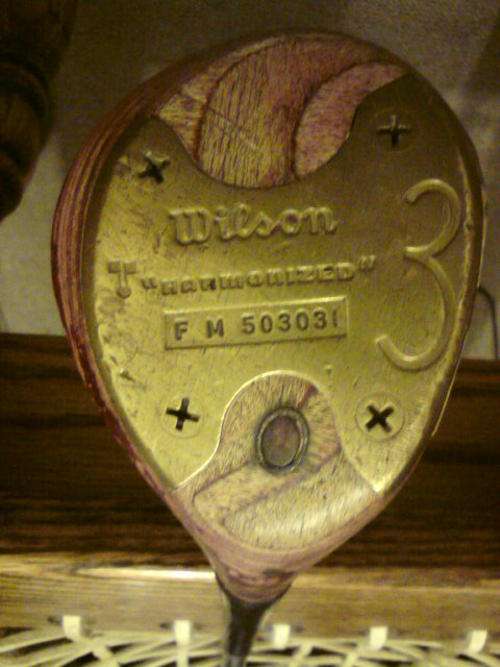 Wilson
T "HARMONIZED"
F M 503031
3